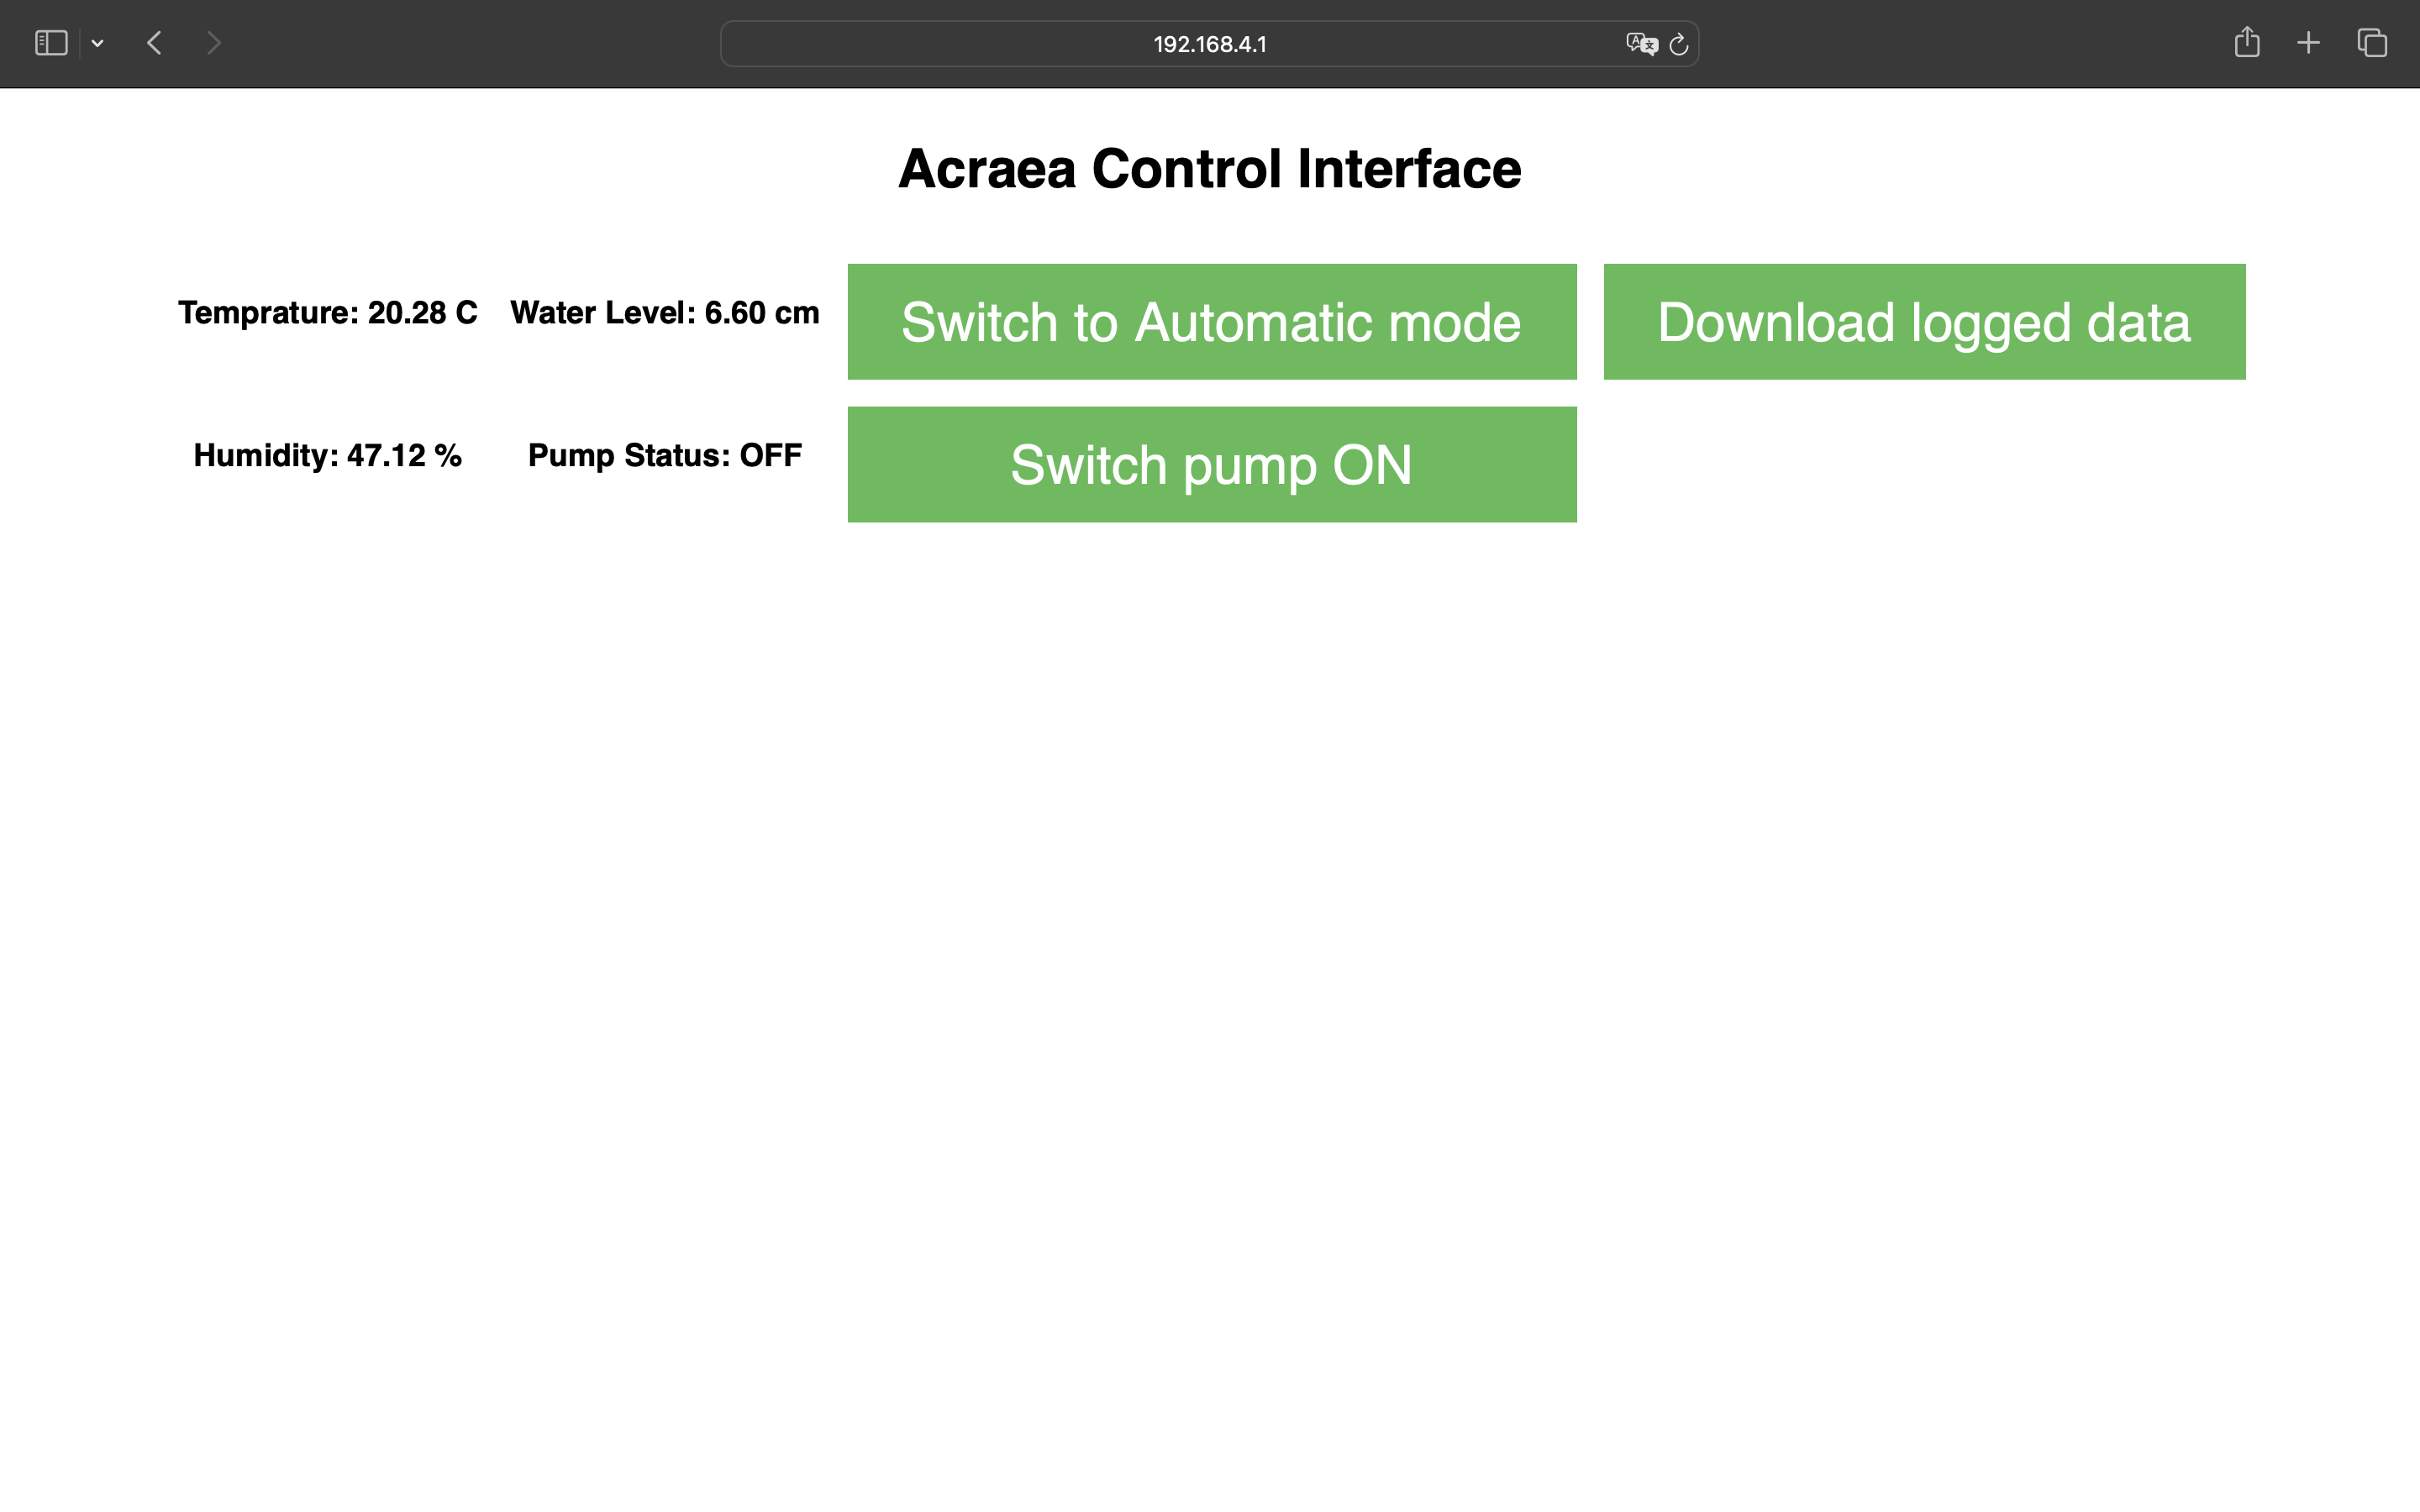 192.168.4.1
Acraea Control Interface
Temprature: 20.28 C
Water Level: 6.60 cm
Switch to Automatic mode
Download logged data
Humidity: 47.12 %
Pump Status: OFF
Switch pump ON